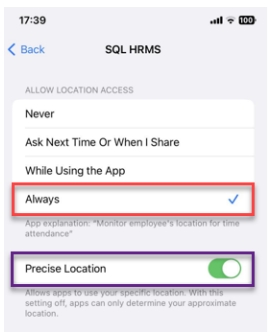 17:39
100
Back
SQL HRMS
ALLOW LOCATION ACCESS
Never
Ask Next Time Or When I Share
While Using the App
Always
App explanation: "Monitor employee's location for time
attendance"
Precise Location
Allows apps to use your specific location. With this
setting off, apps can only determine your approximate
location.